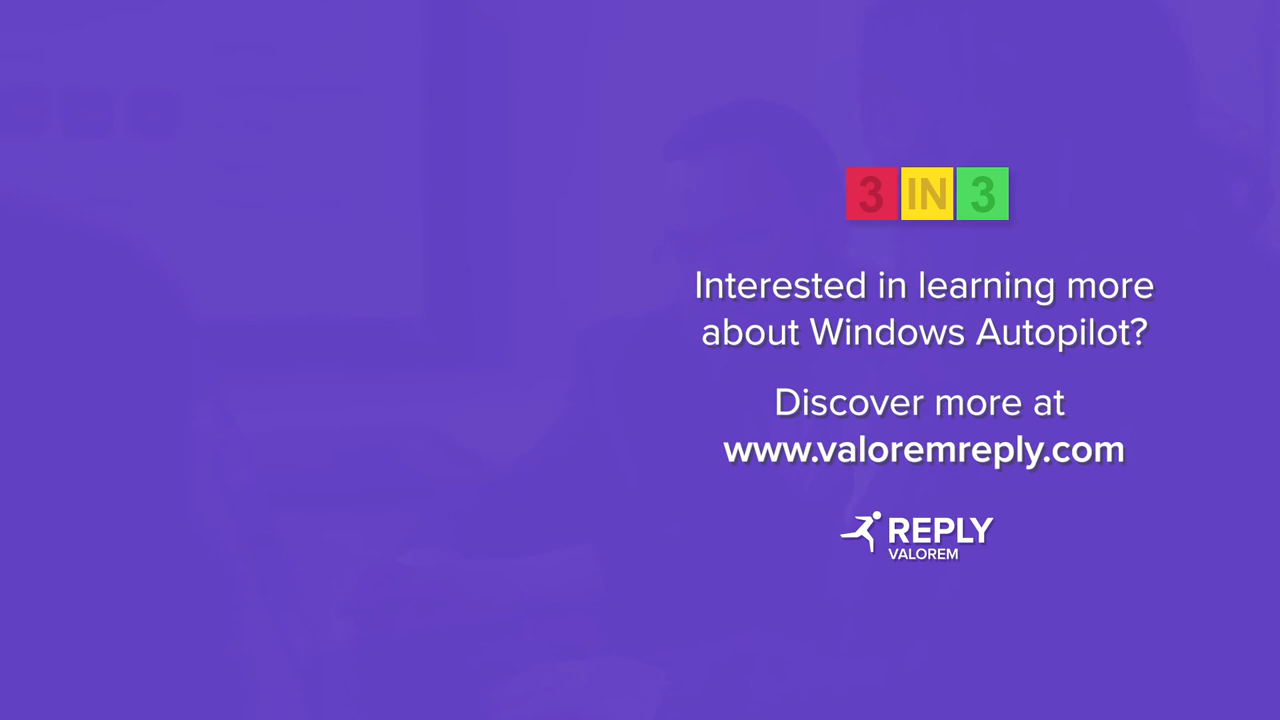 3 IN 3
Interested in learning more
about Windows Autopilot?
Discover more at
www.valoremreply.com
REPLY
VALOREM